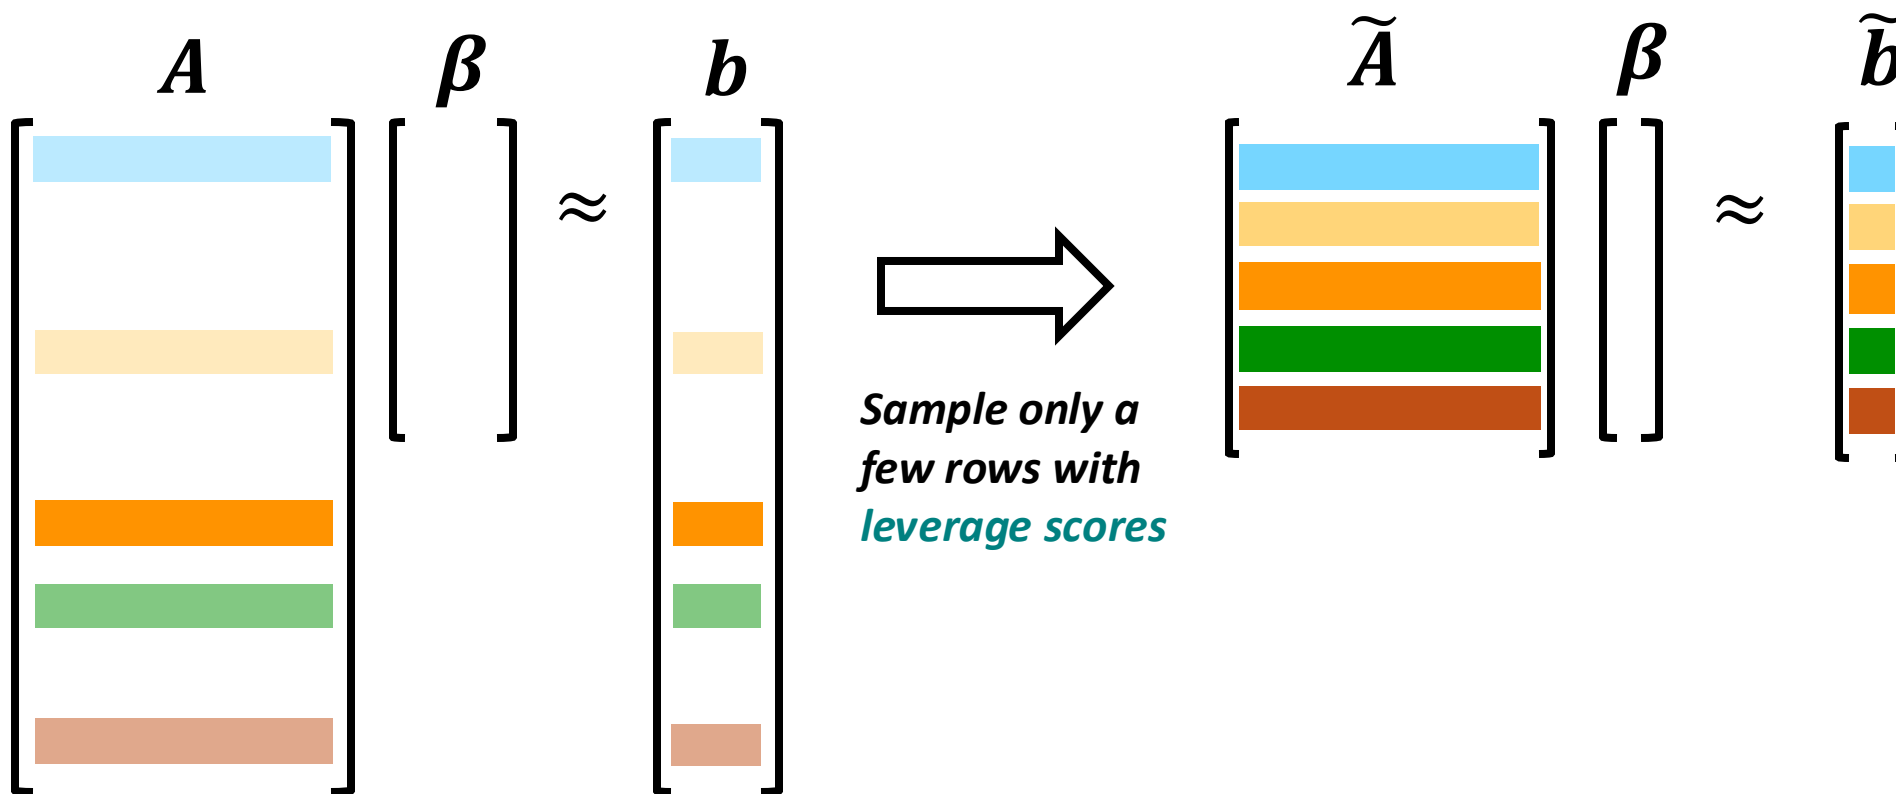 A β b Ã β b̃
≈ ≈
Sample only a
few rows with
leverage scores